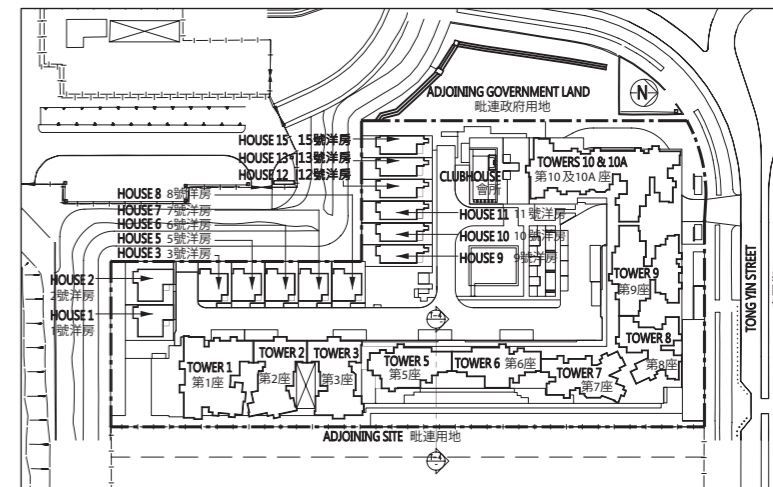 ADJOINING GOVERNMENT LAND
毗連政府用地
N
HOUSE 15 15號洋房
HOUSE 13 13號洋房
HOUSE 12 12號洋房
CLUBHOUSE
會所
TOWERS 10 & 10A
第10及10A座
HOUSE 8 8號洋房
HOUSE 7 7號洋房
HOUSE 6 6號洋房
HOUSE 5 5號洋房
HOUSE 3 3號洋房
HOUSE 11 11號洋房
HOUSE 10 10號洋房
HOUSE 9 9號洋房
HOUSE 2
2號洋房
HOUSE 1
1號洋房
TOWER 9
第9座
TONG YIN STREET
TOWER 8
第8座
TOWER 1
第1座
TOWER 2
第2座
TOWER 3
第3座
TOWER 5
第5座
TOWER 6 第6座
TOWER 7
第7座
ADJOINING SITE 毗連用地